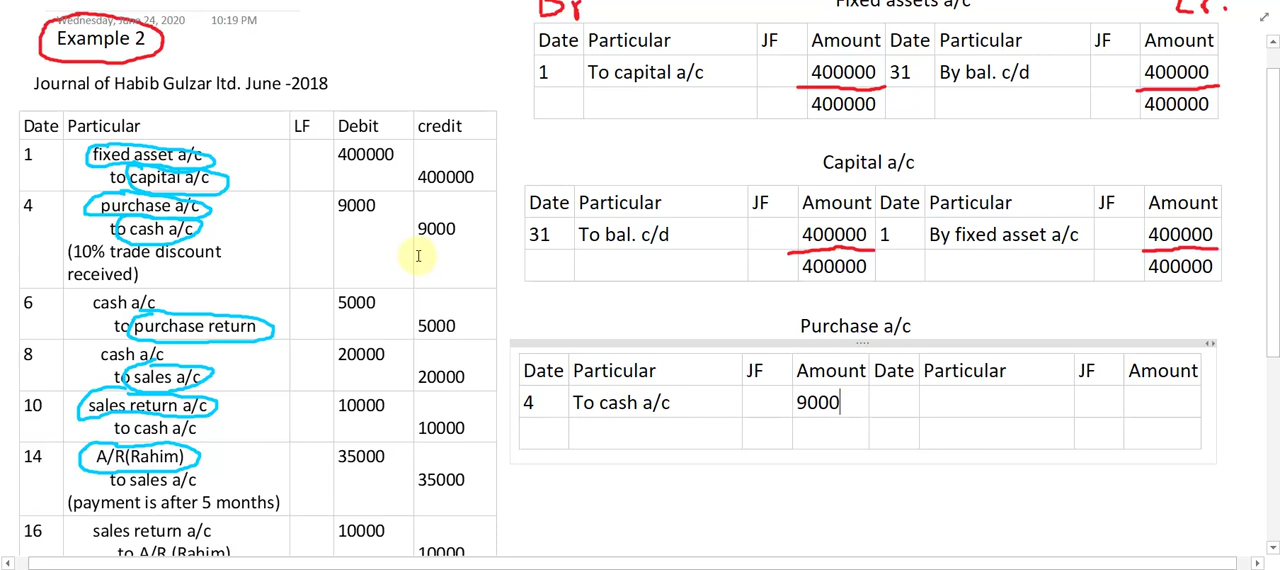 Wednesday, June 24, 2020 10:19 PM
Example 2
Journal of Habib Gulzar ltd. June -2018
Date Particular LF Debit credit
1 fixed asset a/c 400000
to capital a/c 400000
4 purchase a/c 9000
to cash a/c 9000
(10% trade discount
received)
6 cash a/c 5000
to purchase return 5000
8 cash a/c 20000
to sales a/c 20000
10 sales return a/c 10000
to cash a/c 10000
14 A/R(Rahim) 35000
to sales a/c 35000
(payment is after 5 months)
16 sales return a/c 10000
to A/R (Rahim) 10000
Dr Fixed assets a/c Cr.
Date Particular JF Amount Date Particular JF Amount
1 To capital a/c 400000 31 By bal. c/d 400000
400000 400000
Capital a/c
Date Particular JF Amount Date Particular JF Amount
31 To bal. c/d 400000 1 By fixed asset a/c 400000
400000 400000
Purchase a/c
Date Particular JF Amount Date Particular JF Amount
4 To cash a/c 9000